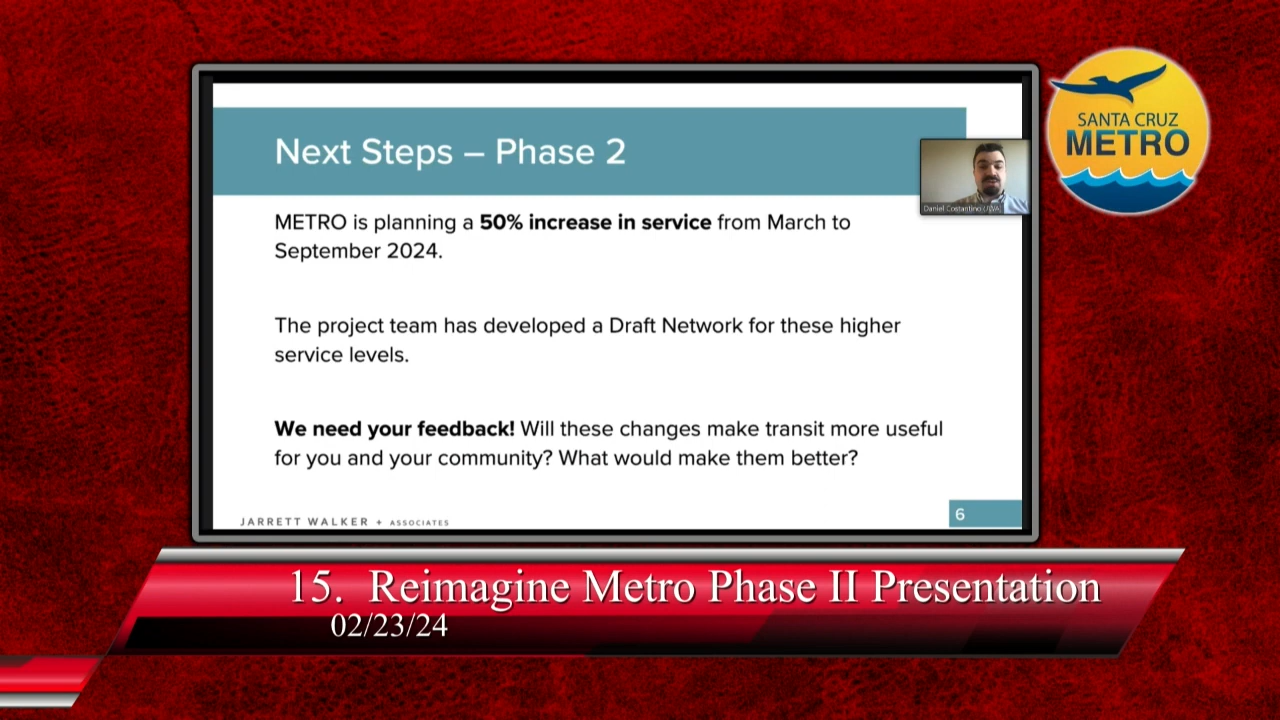 Next Steps – Phase 2
SANTA CRUZ
METRO
Daniel Costantino (JWA)
METRO is planning a 50% increase in service from March to
September 2024.
The project team has developed a Draft Network for these higher
service levels.
We need your feedback! Will these changes make transit more useful
for you and your community? What would make them better?
JARRETT WALKER + ASSOCIATES
6
15. Reimagine Metro Phase II Presentation
02/23/24